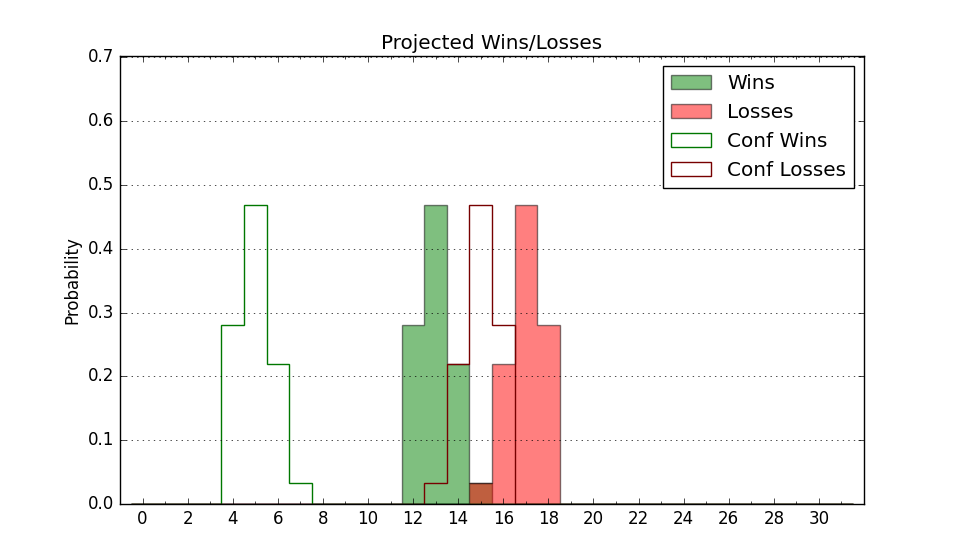 Projected Wins/Losses
0.7
0.6
0.5
0.4
0.3
0.2
0.1
0.0
Probability
Wins
Losses
Conf Wins
Conf Losses
0 2 4 6 8 10 12 14 16 18 20 22 24 26 28 30